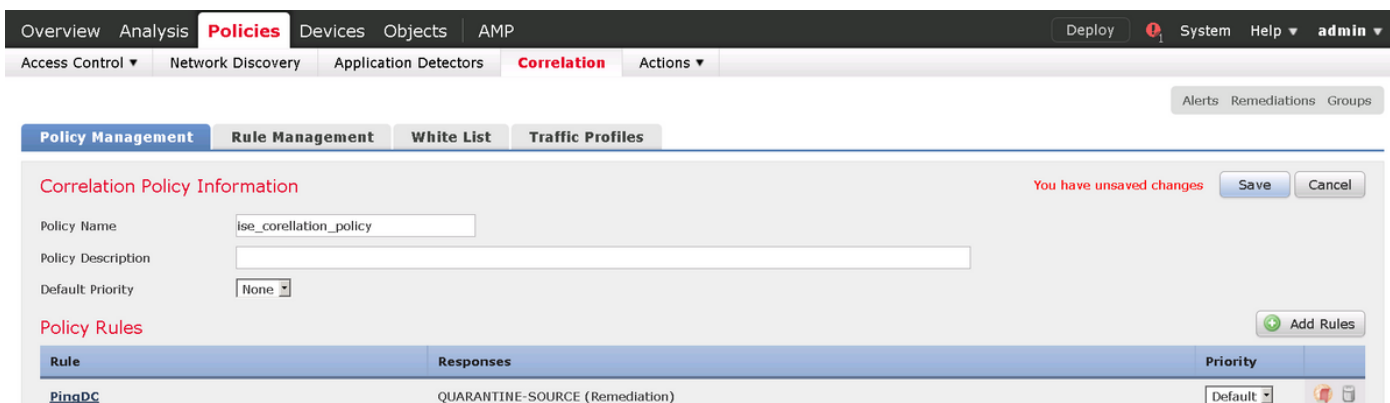 Overview Analysis Policies Devices Objects AMP Deploy 1 System Help admin
Access Control Network Discovery Application Detectors Correlation Actions
Alerts Remediations Groups
Policy Management Rule Management White List Traffic Profiles
Correlation Policy Information You have unsaved changes Save Cancel
Policy Name ise_corellation_policy
Policy Description
Default Priority None
Policy Rules Add Rules
Rule Responses Priority
PingDC QUARANTINE-SOURCE (Remediation) Default